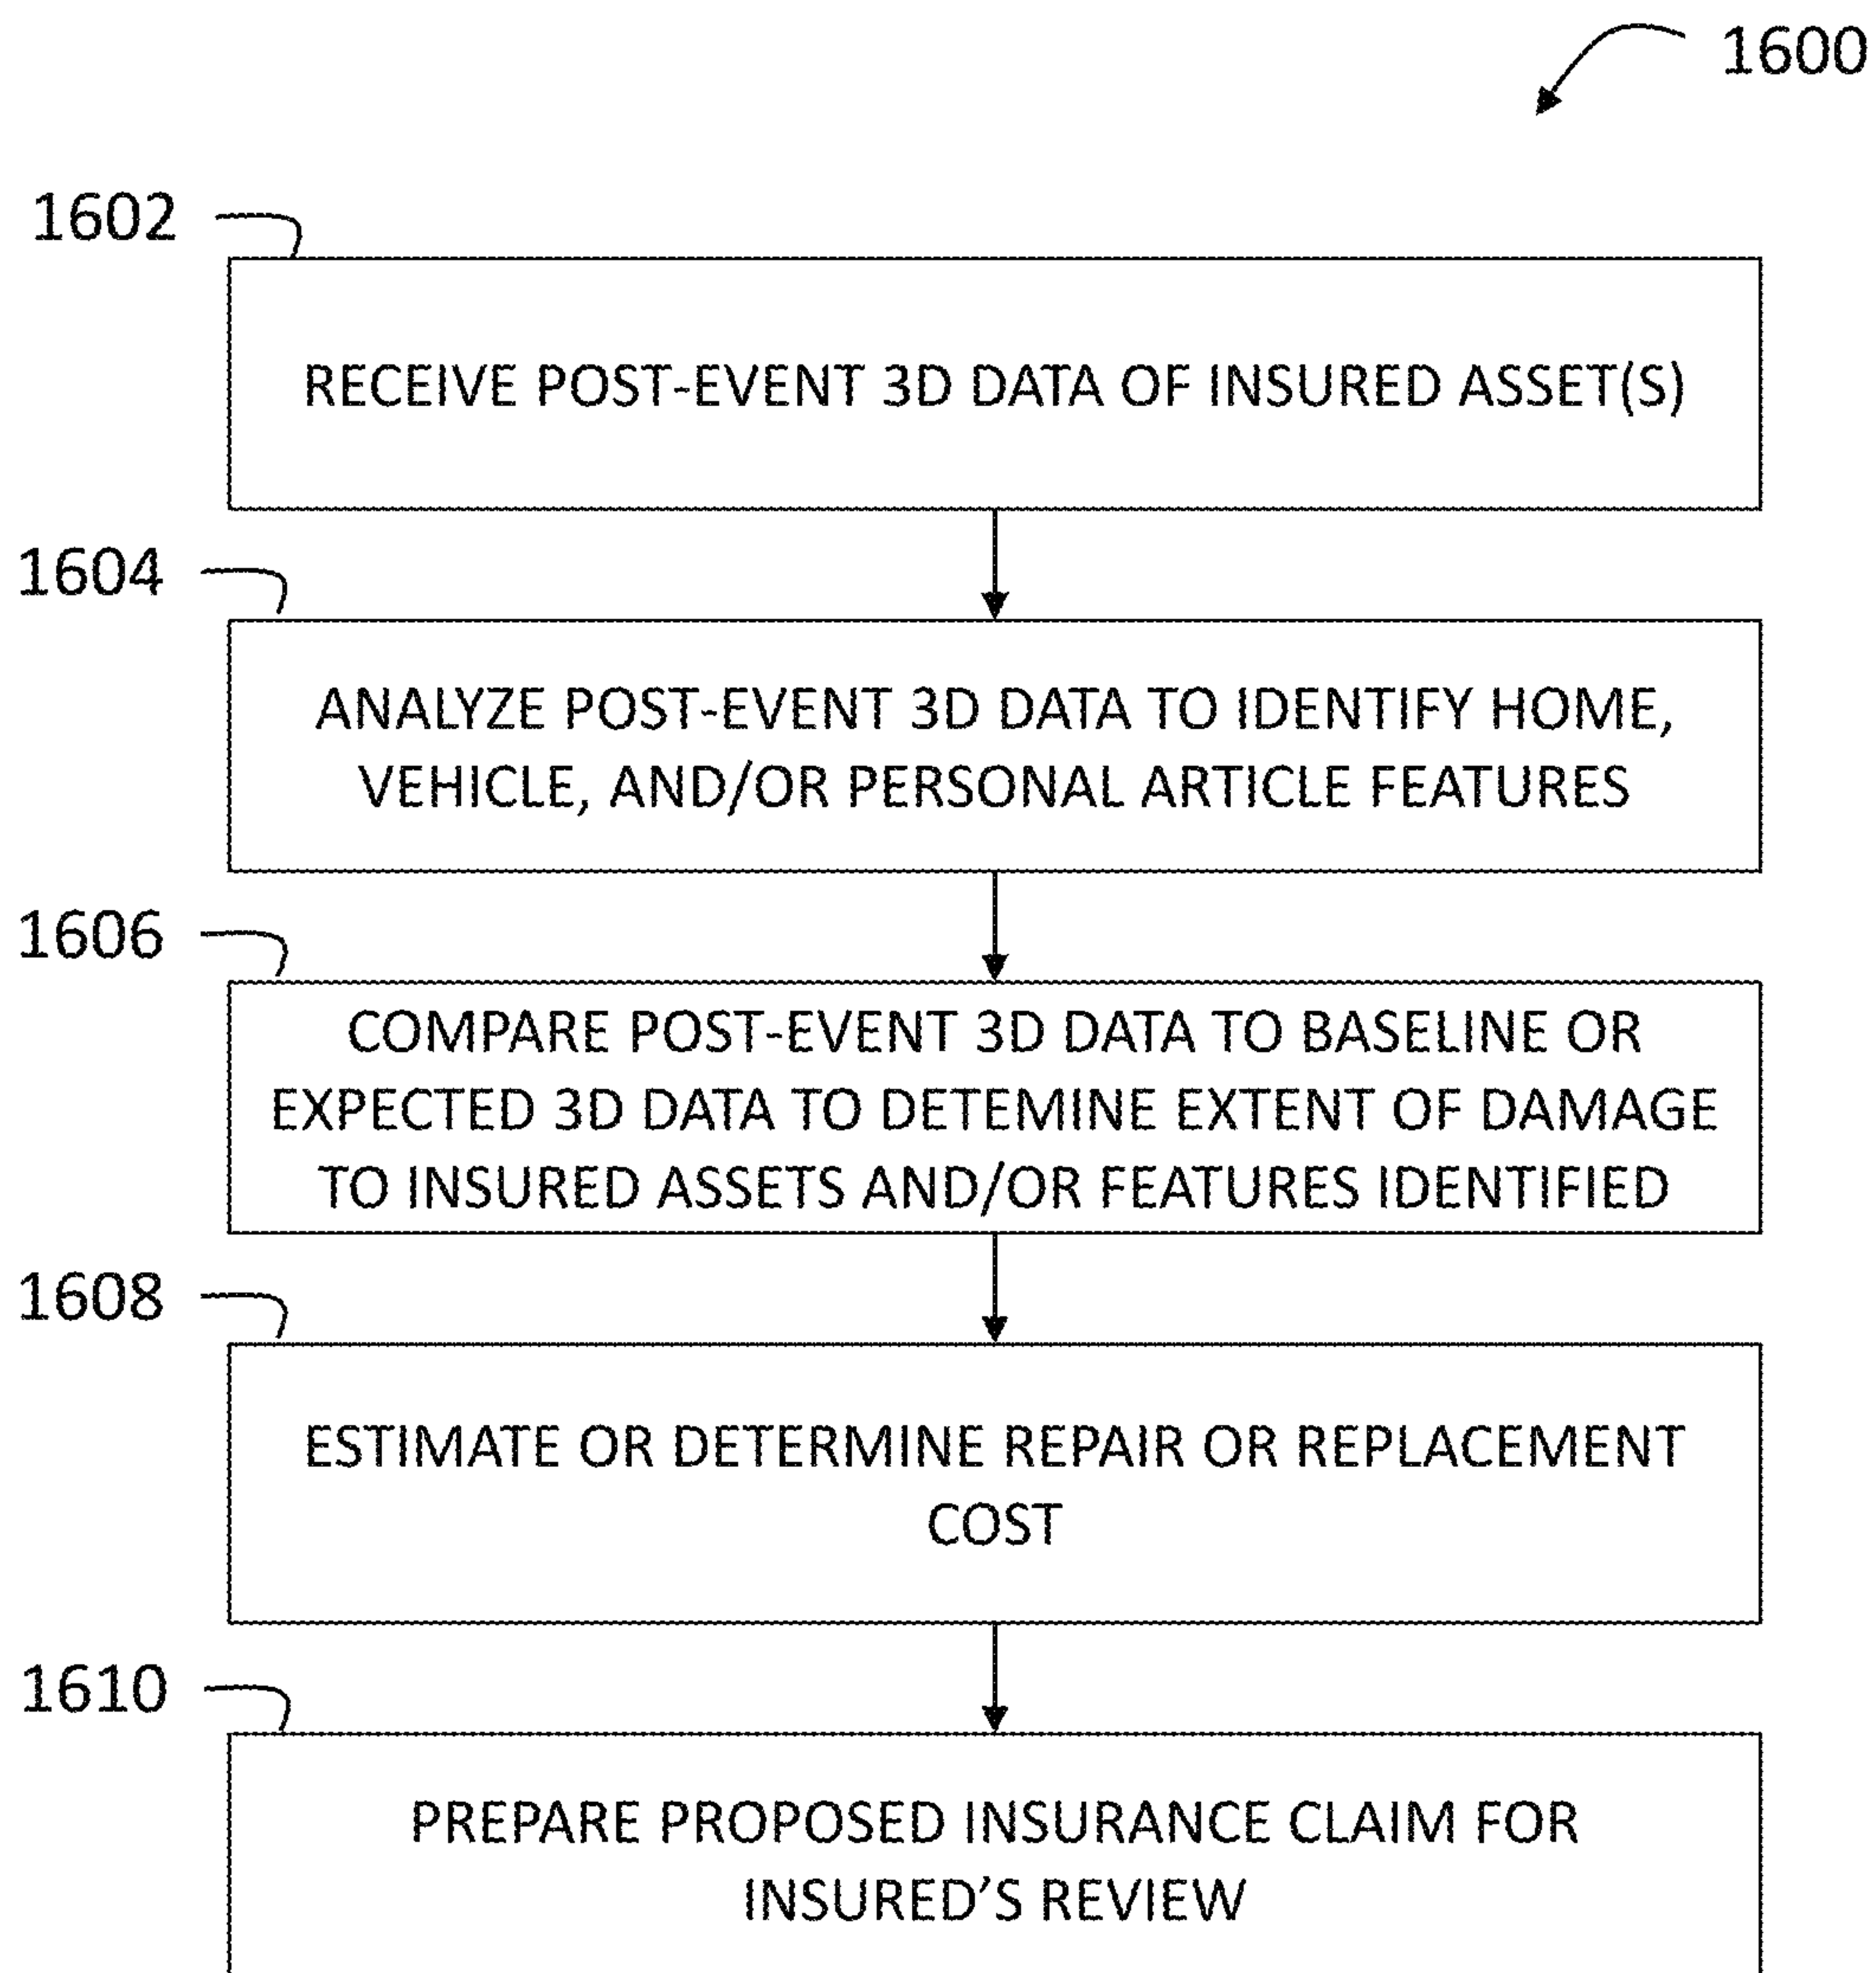 1600
1602
RECEIVE POST-EVENT 3D DATA OF INSURED ASSET(S)
1604
ANALYZE POST-EVENT 3D DATA TO IDENTIFY HOME,
VEHICLE, AND/OR PERSONAL ARTICLE FEATURES
1606
COMPARE POST-EVENT 3D DATA TO BASELINE OR
EXPECTED 3D DATA TO DETEMINE EXTENT OF DAMAGE
TO INSURED ASSETS AND/OR FEATURES IDENTIFIED
1608
ESTIMATE OR DETERMINE REPAIR OR REPLACEMENT
COST
1610
PREPARE PROPOSED INSURANCE CLAIM FOR
INSURED’S REVIEW